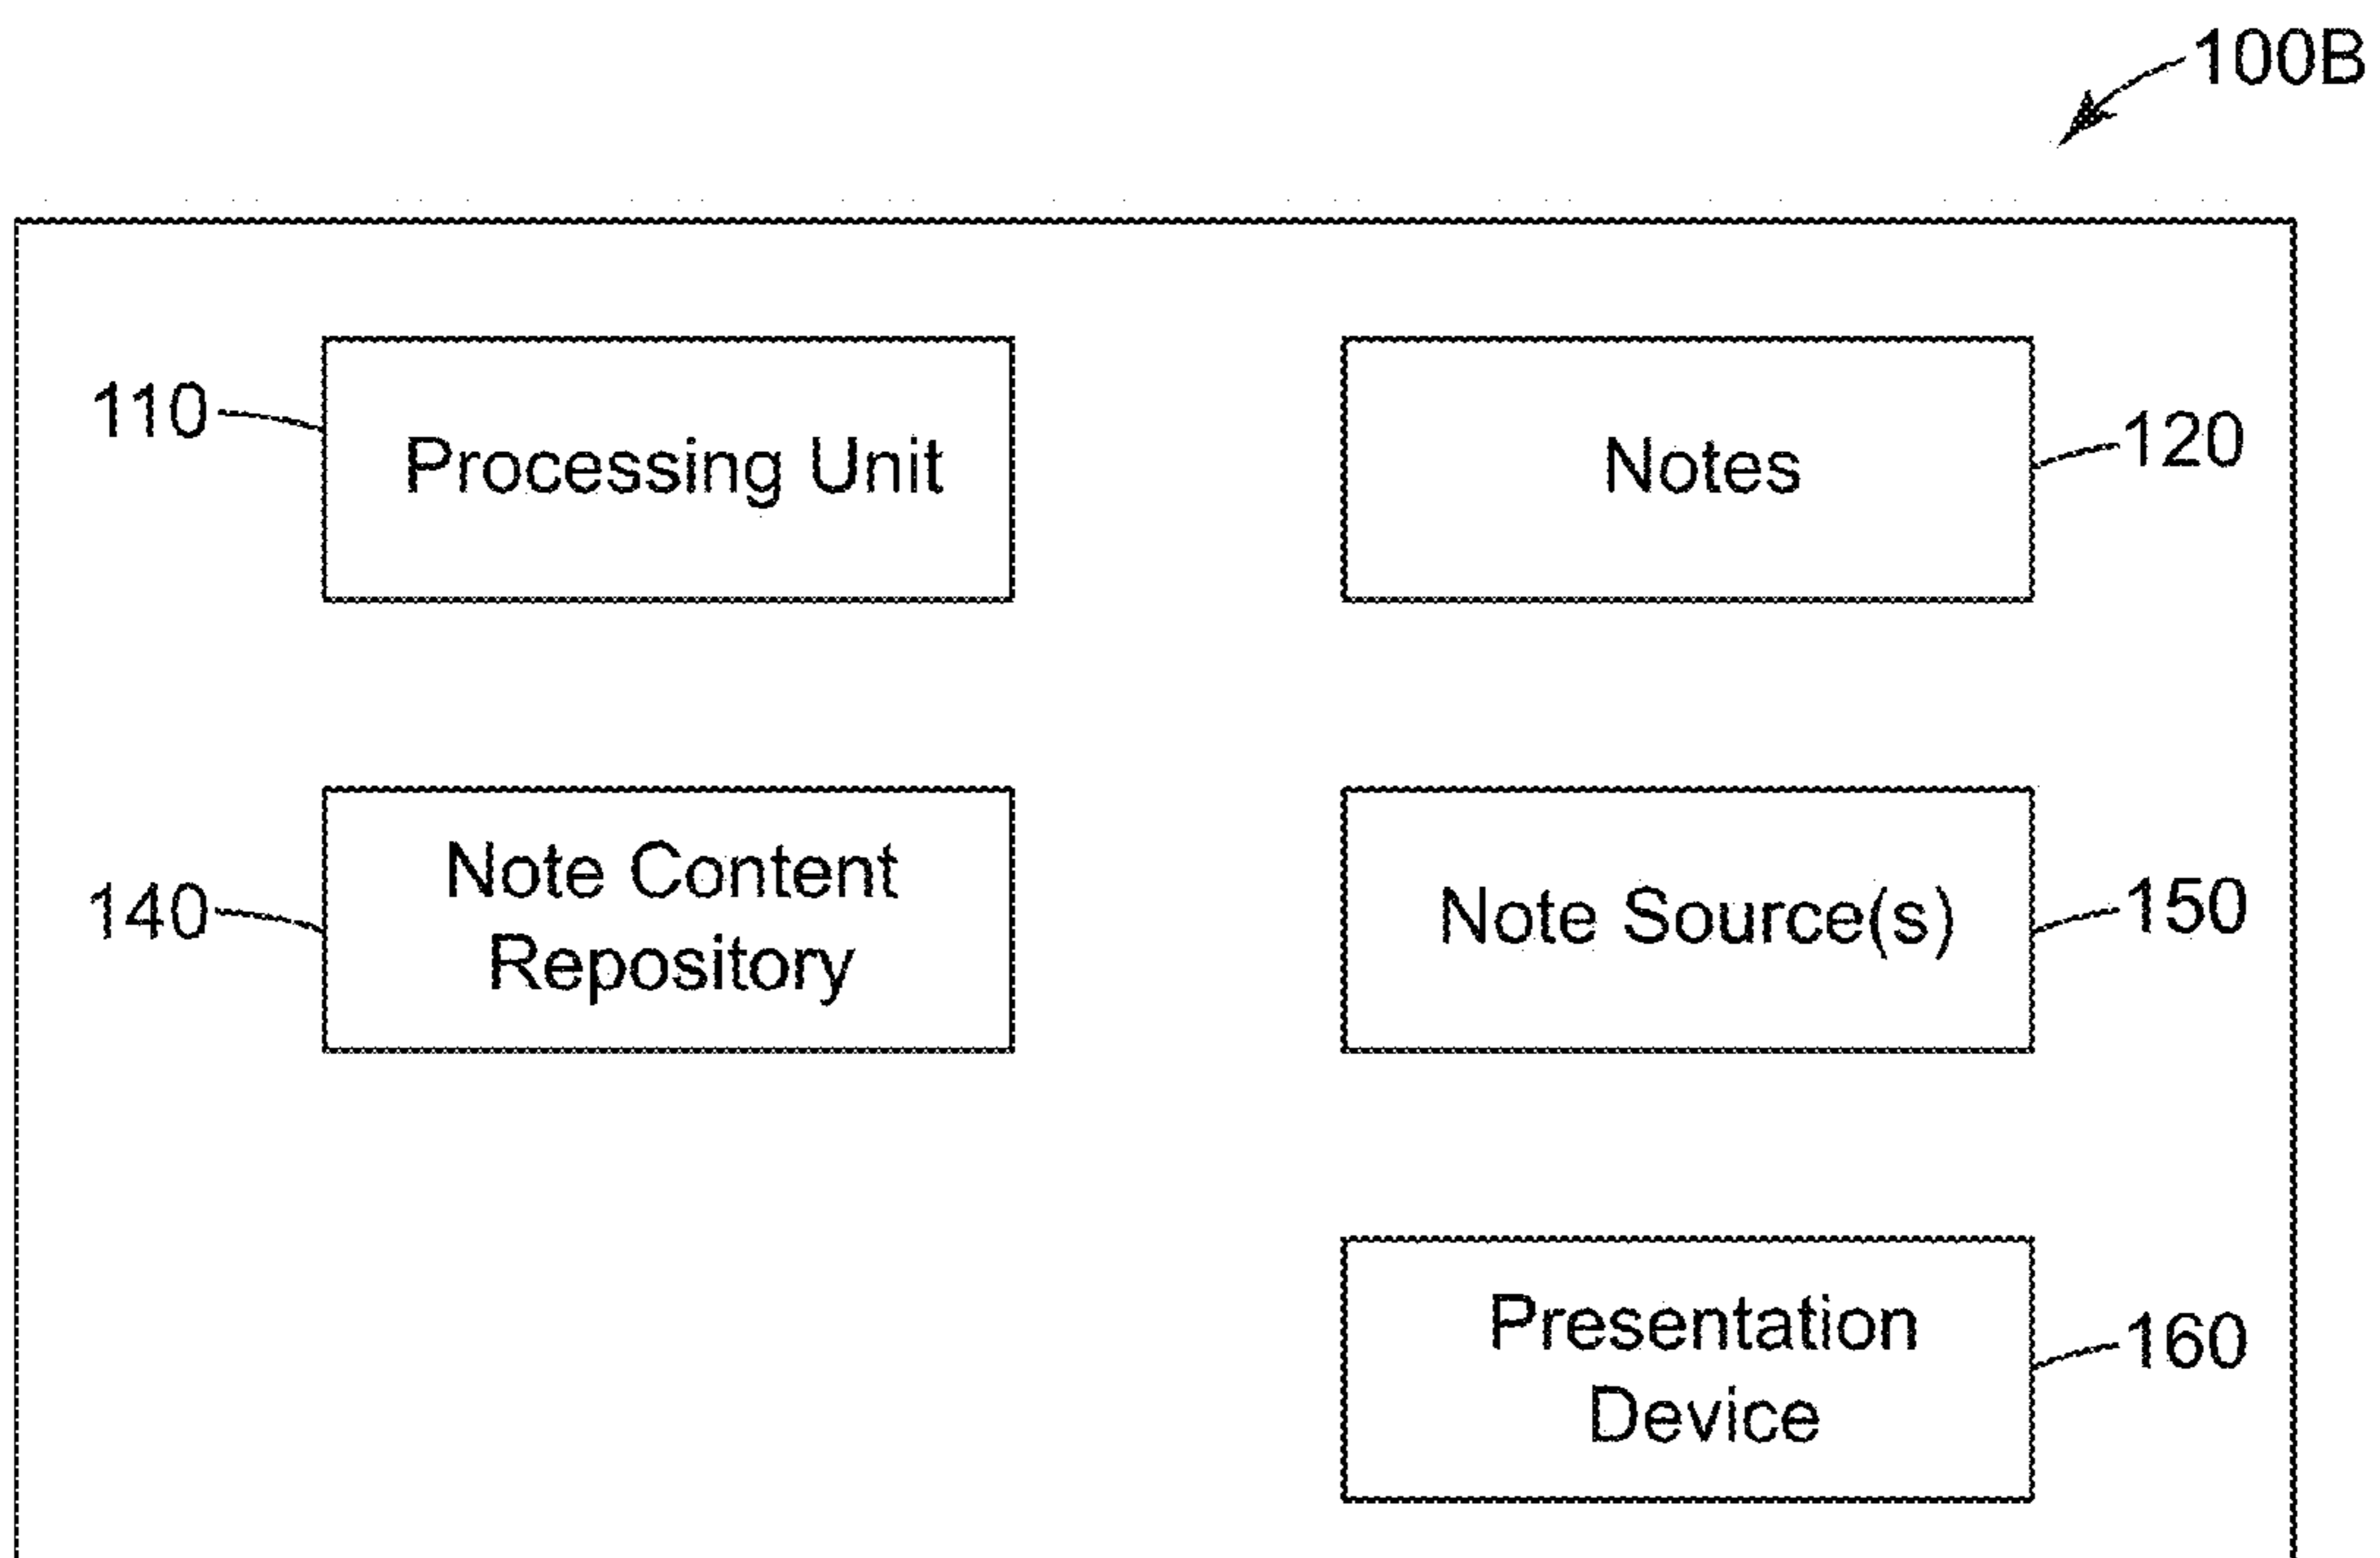 100B
110
Processing Unit
Notes
120
140
Note Content
Repository
Note Source(s)
150
Presentation
Device
160